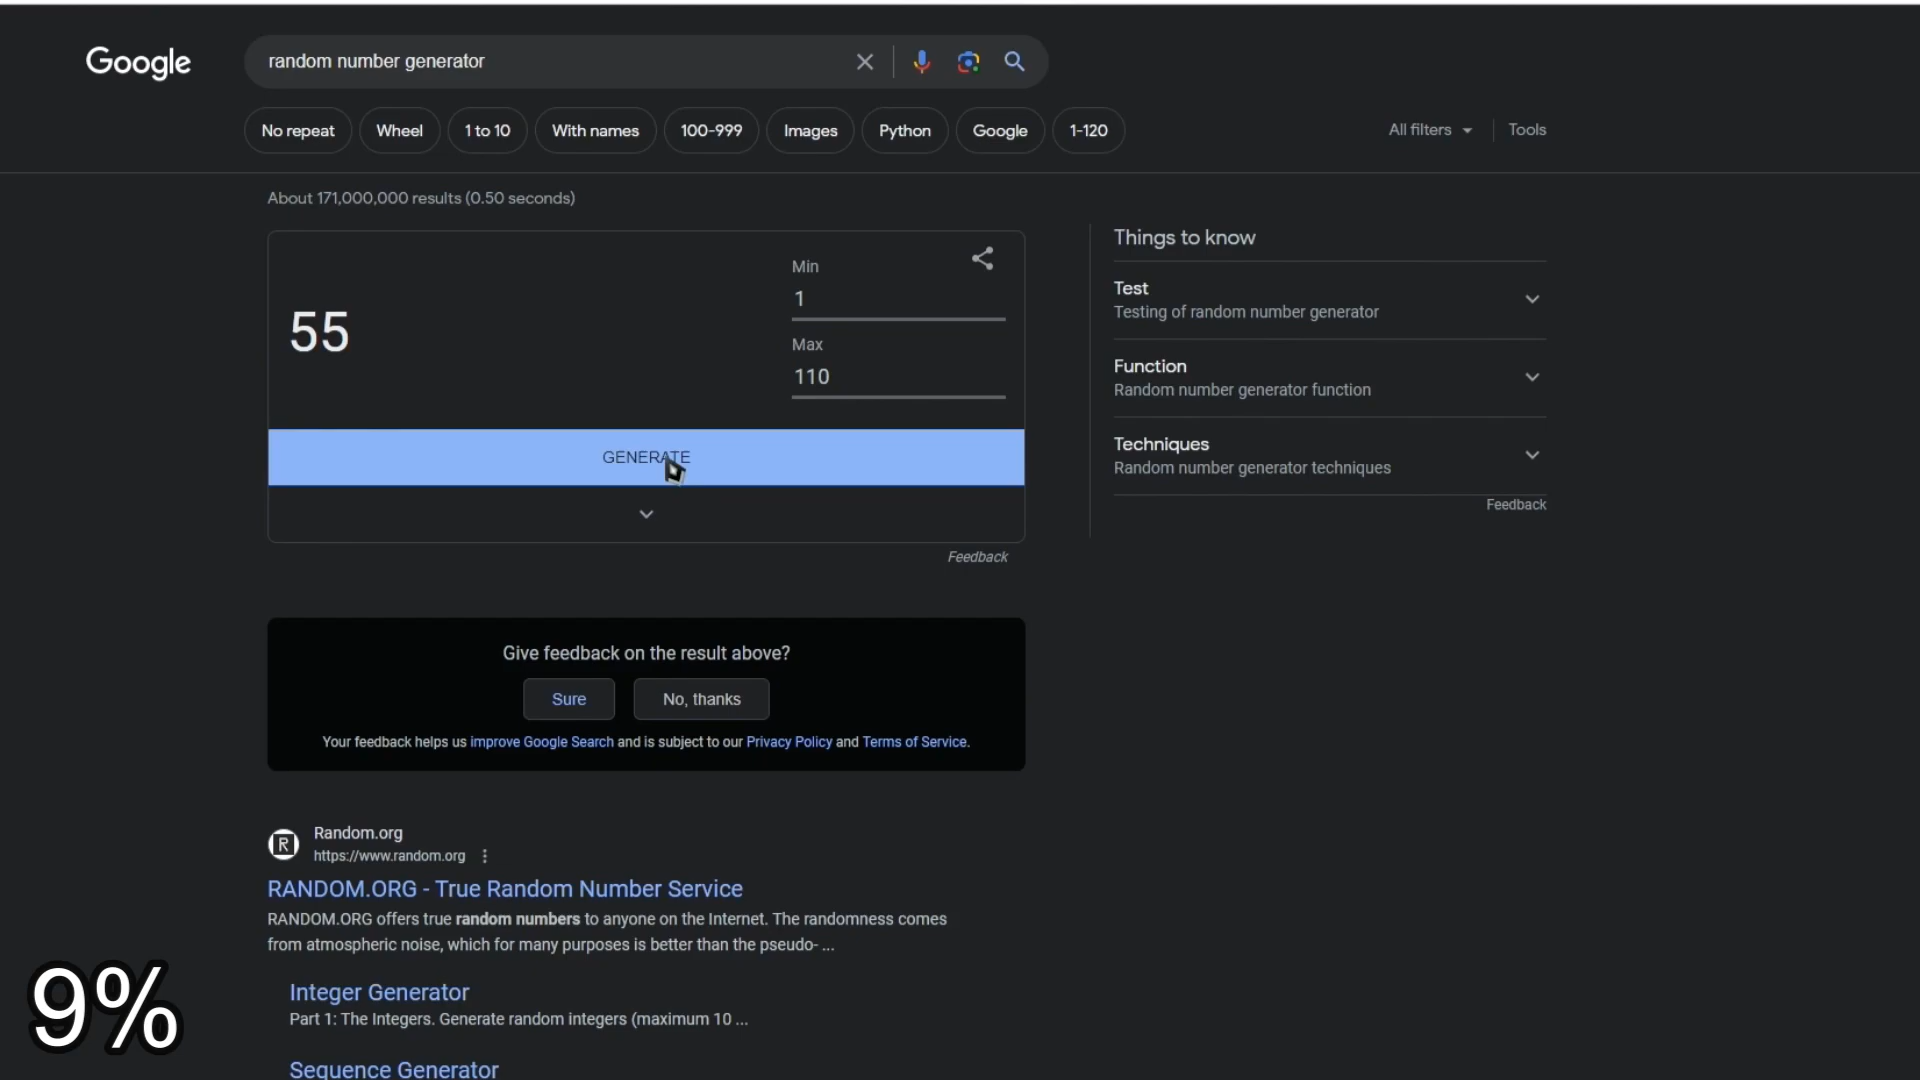 Google
random number generator
No repeat
Wheel
1 to 10
With names
100-999
Images
Python
Google
1-120
All filters
Tools
About 171,000,000 results (0.50 seconds)
55
Min
1
Max
110
GENERATE
Feedback
Things to know
Test
Testing of random number generator
Function
Random number generator function
Techniques
Random number generator techniques
Feedback
Give feedback on the result above?
Sure
No, thanks
Your feedback helps us improve Google Search and is subject to our Privacy Policy and Terms of Service.
R
Random.org
https://www.random.org
RANDOM.ORG - True Random Number Service
RANDOM.ORG offers true random numbers to anyone on the Internet. The randomness comes
from atmospheric noise, which for many purposes is better than the pseudo- ...
Integer Generator
Part 1: The Integers. Generate random integers (maximum 10 ...
Sequence Generator
9%